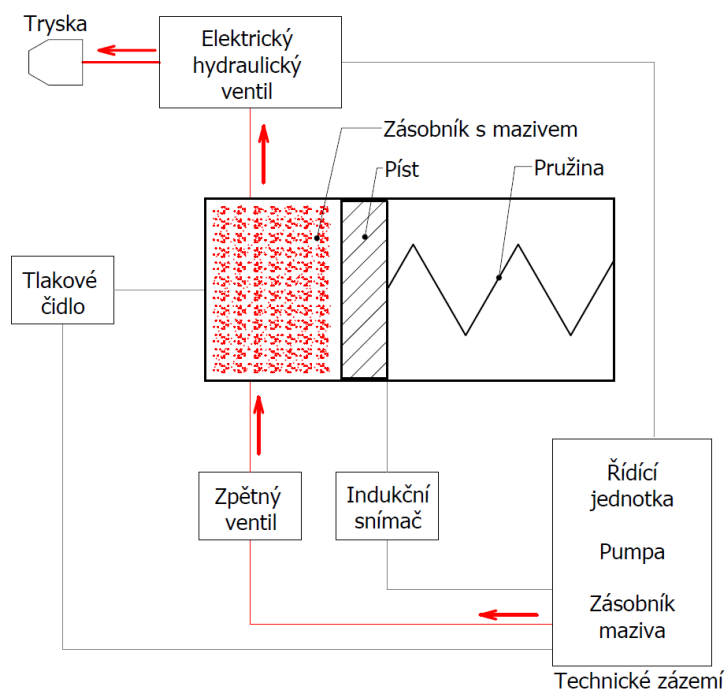 Tryska
Elektrický
hydraulický
ventil
Zásobník s mazivem
Píst
Pružina
Tlakové
čidlo
Zpětný
ventil
Indukční
snímač
Řídící
jednotka
Pumpa
Zásobník
maziva
Technické zázemí